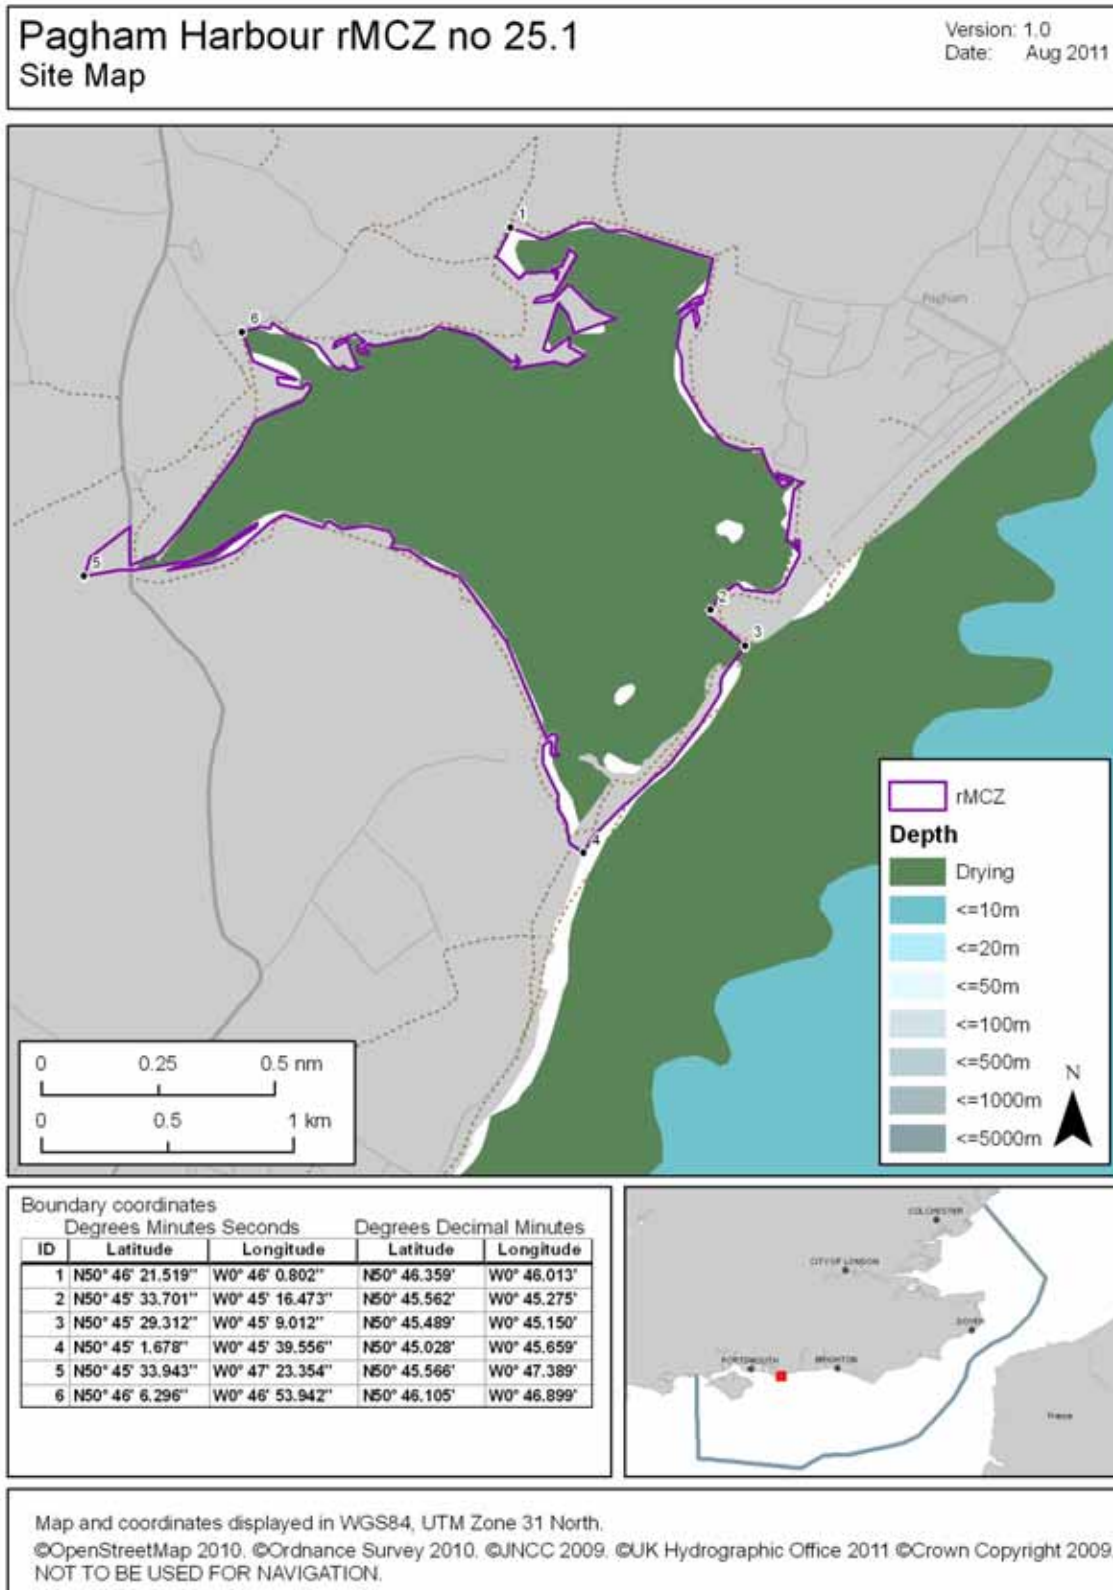 Pagham Harbour rMCZ no 25.1
Site Map
Version: 1.0
Date: Aug 2011
1
Pagham
6
5
2
3
4
rMCZ
Depth
Drying
<=10m
<=20m
<=50m
<=100m
<=500m
<=1000m
<=5000m
N
0 0.25 0.5 nm
0 0.5 1 km
Boundary coordinates
Degrees Minutes Seconds Degrees Decimal Minutes
ID Latitude Longitude Latitude Longitude
1 N50° 46' 21.519" W0° 46' 0.802" N50° 46.359' W0° 46.013'
2 N50° 45' 33.701" W0° 45' 16.473" N50° 45.562' W0° 45.275'
3 N50° 45' 29.312" W0° 45' 9.012" N50° 45.489' W0° 45.150'
4 N50° 45' 1.678" W0° 45' 39.556" N50° 45.028' W0° 45.659'
5 N50° 45' 33.943" W0° 47' 23.354" N50° 45.566' W0° 47.389'
6 N50° 46' 6.296" W0° 46' 53.942" N50° 46.105' W0° 46.899'
COLCHESTER
CITY OF LONDON
DOVER
PORTSMOUTH
BRIGHTON
France
Map and coordinates displayed in WGS84, UTM Zone 31 North.
©OpenStreetMap 2010. ©Ordnance Survey 2010. ©JNCC 2009. ©UK Hydrographic Office 2011 ©Crown Copyright 2009.
NOT TO BE USED FOR NAVIGATION.